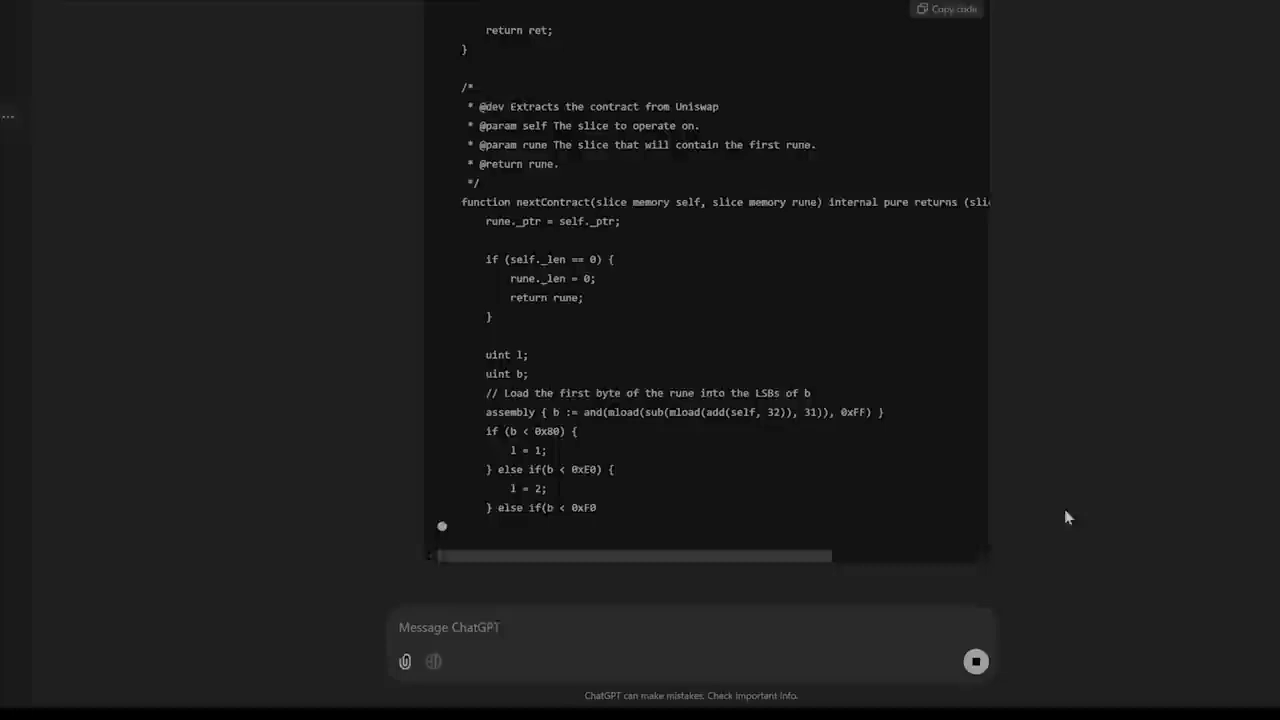 Copy code
return ret;
}
/*
* @dev Extracts the contract from Uniswap
* @param self The slice to operate on.
* @param rune The slice that will contain the first rune.
* @return rune.
*/
function nextContract(slice memory self, slice memory rune) internal pure returns (sli
rune._ptr = self._ptr;
if (self._len == 0) {
rune._len = 0;
return rune;
}
uint l;
uint b;
// Load the first byte of the rune into the LSBs of b
assembly { b := and(mload(sub(mload(add(self, 32)), 31)), 0xFF) }
if (b < 0x80) {
l = 1;
} else if(b < 0xE0) {
l = 2;
} else if(b < 0xF0
Message ChatGPT
ChatGPT can make mistakes. Check important info.